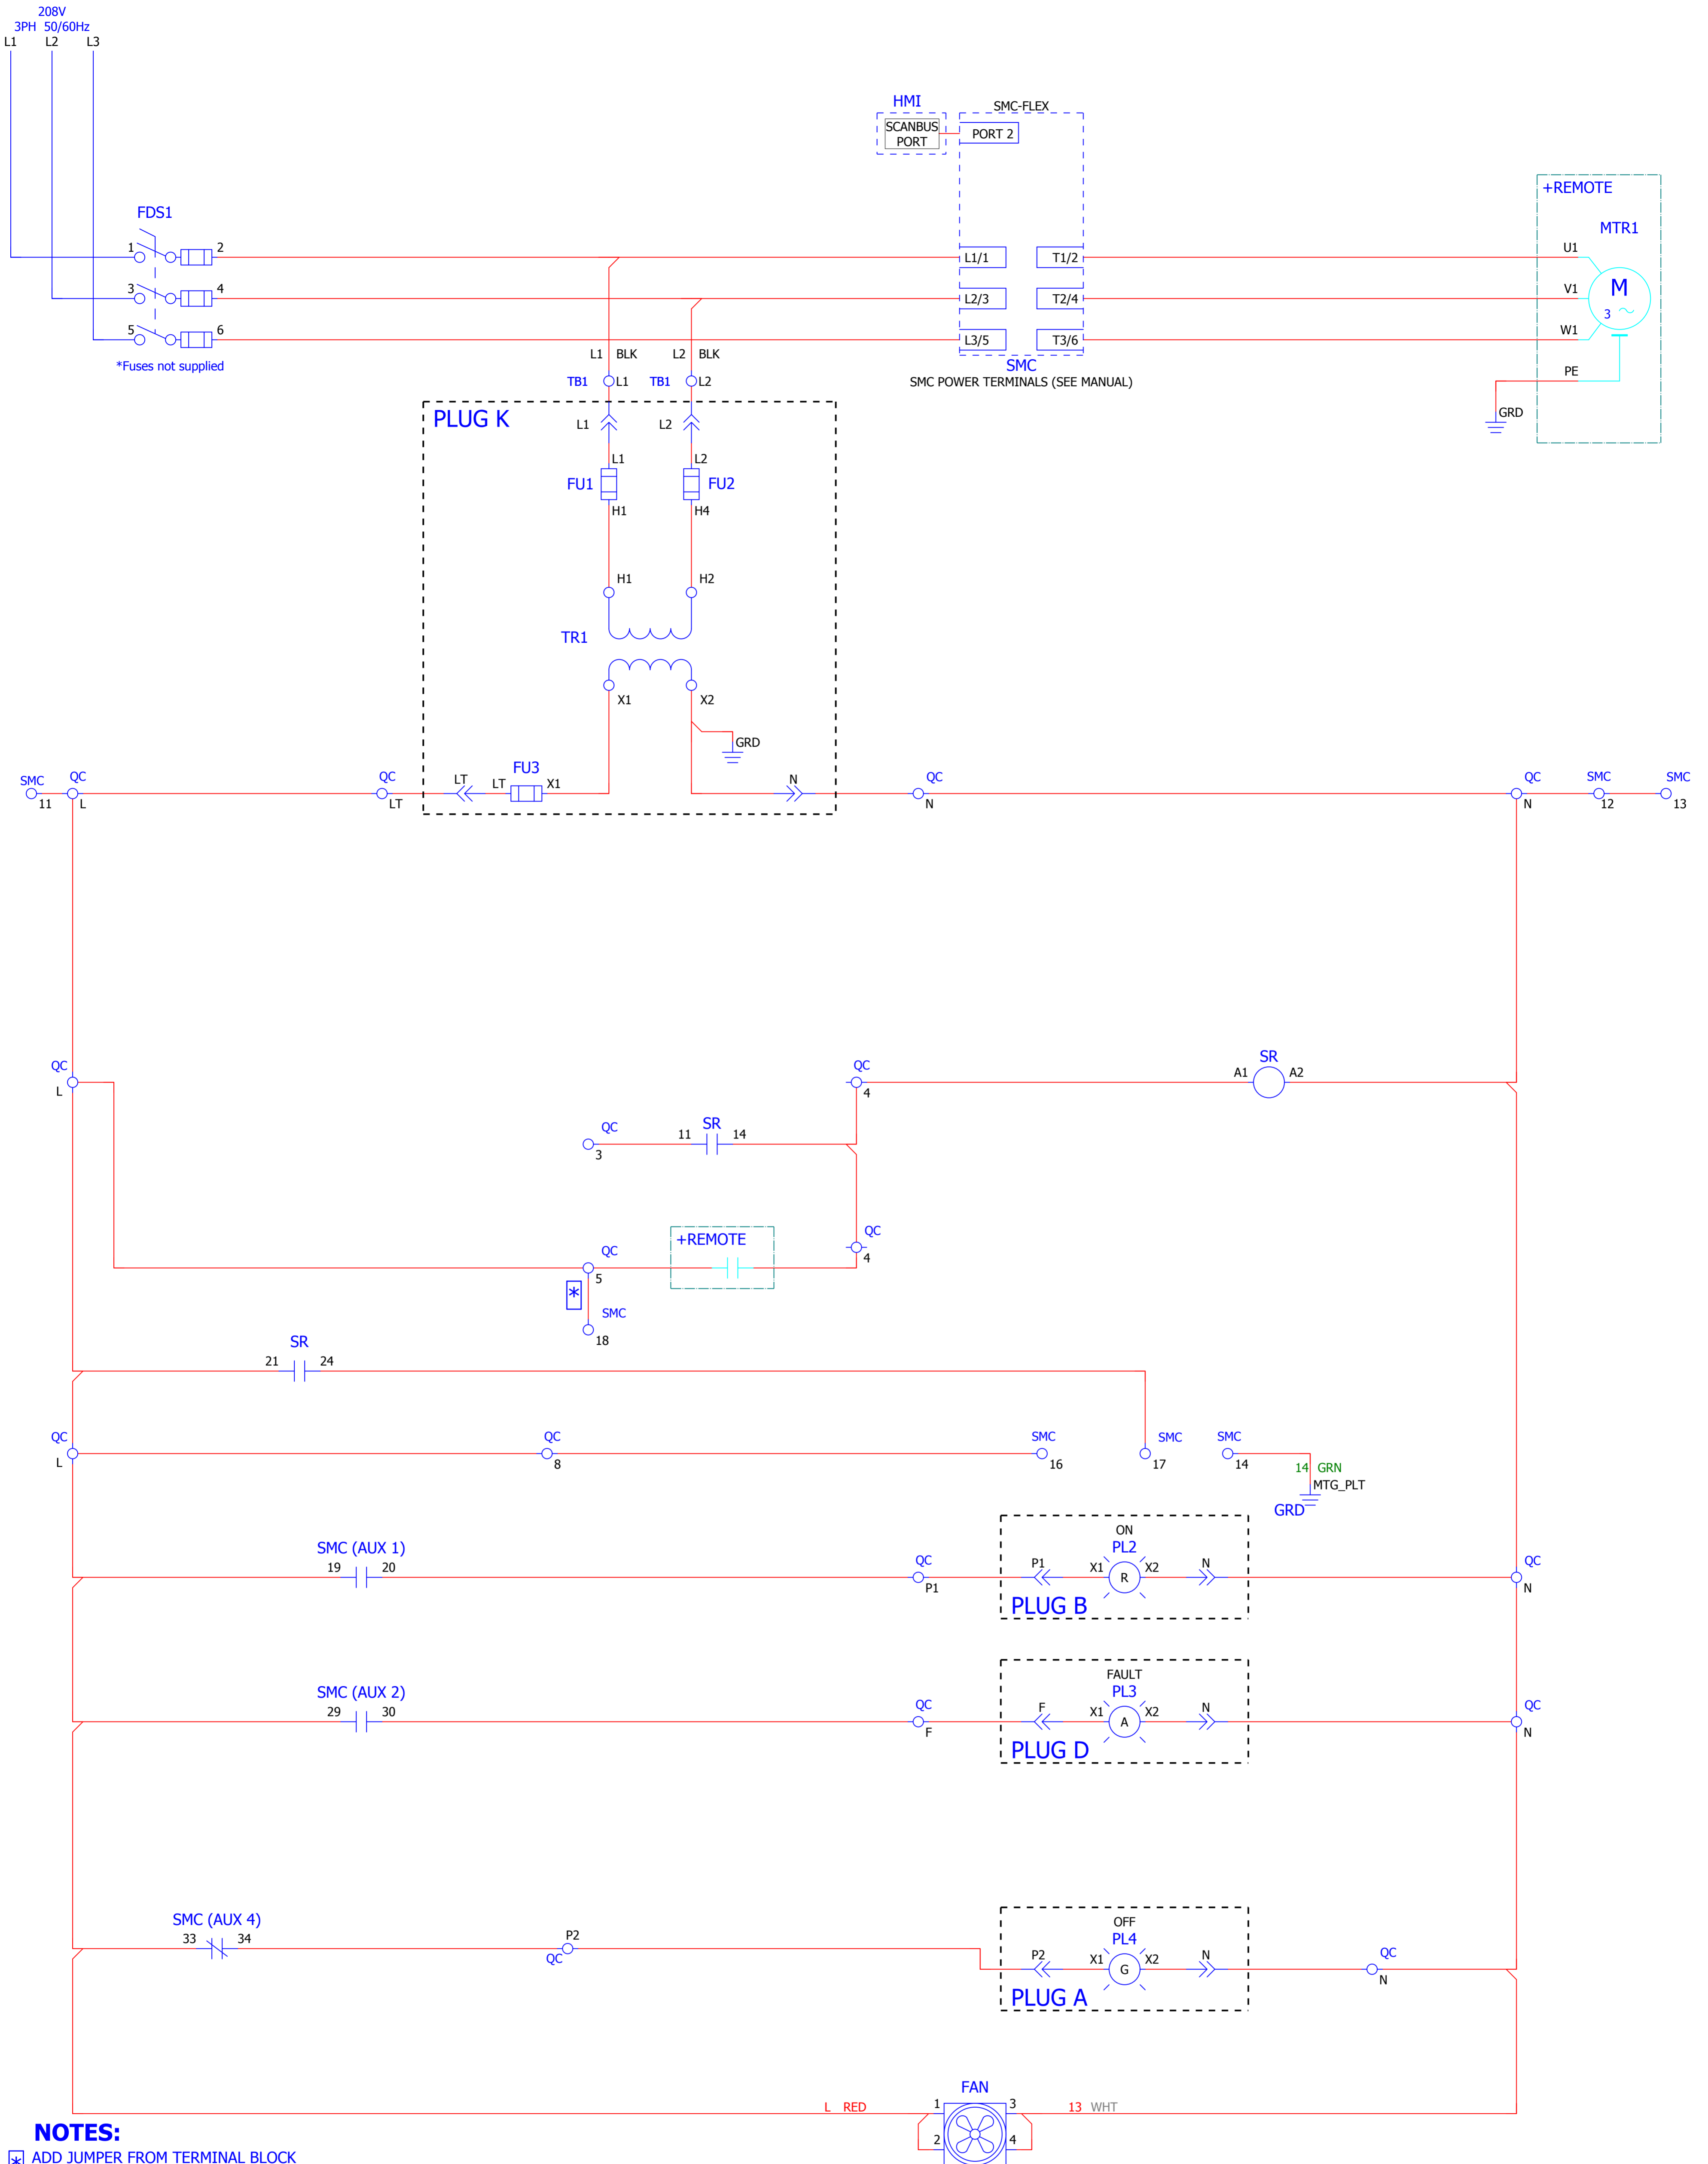 208V
3PH 50/60Hz
L1 L2 L3
HMI
SCANBUS
PORT
SMC-FLEX
PORT 2
+REMOTE
MTR1
FDS1
1 2
3 4
5 6
*Fuses not supplied
L1/1 T1/2
L2/3 T2/4
L3/5 T3/6
SMC
SMC POWER TERMINALS (SEE MANUAL)
U1
V1
W1
PE
M
3
GRD
L1 BLK L2 BLK
TB1 L1 TB1 L2
PLUG K
L1 L2
L1 L2
FU1 FU2
H1 H4
H1 H2
TR1
X1 X2
GRD
SMC QC QC LT LT FU3 X1 N QC QC SMC SMC
11 L LT N N 12 13
QC QC SR
L 4 A1 A2
QC 11 SR 14
3
+REMOTE QC
QC 4
5
*
SMC
18
SR
21 24
QC QC SMC SMC SMC
L 8 16 17 14
14 GRN
MTG_PLT
GRD
SMC (AUX 1)
19 20
QC
P1
ON
PL2
P1 X1 R X2 N
PLUG B
QC
N
SMC (AUX 2)
29 30
QC
F
FAULT
PL3
F X1 A X2 N
PLUG D
QC
N
SMC (AUX 4)
33 34
P2
QC
OFF
PL4
P2 X1 G X2 N
PLUG A
QC
N
FAN
L RED 1 3 13 WHT
2 4
NOTES:
* ADD JUMPER FROM TERMINAL BLOCK